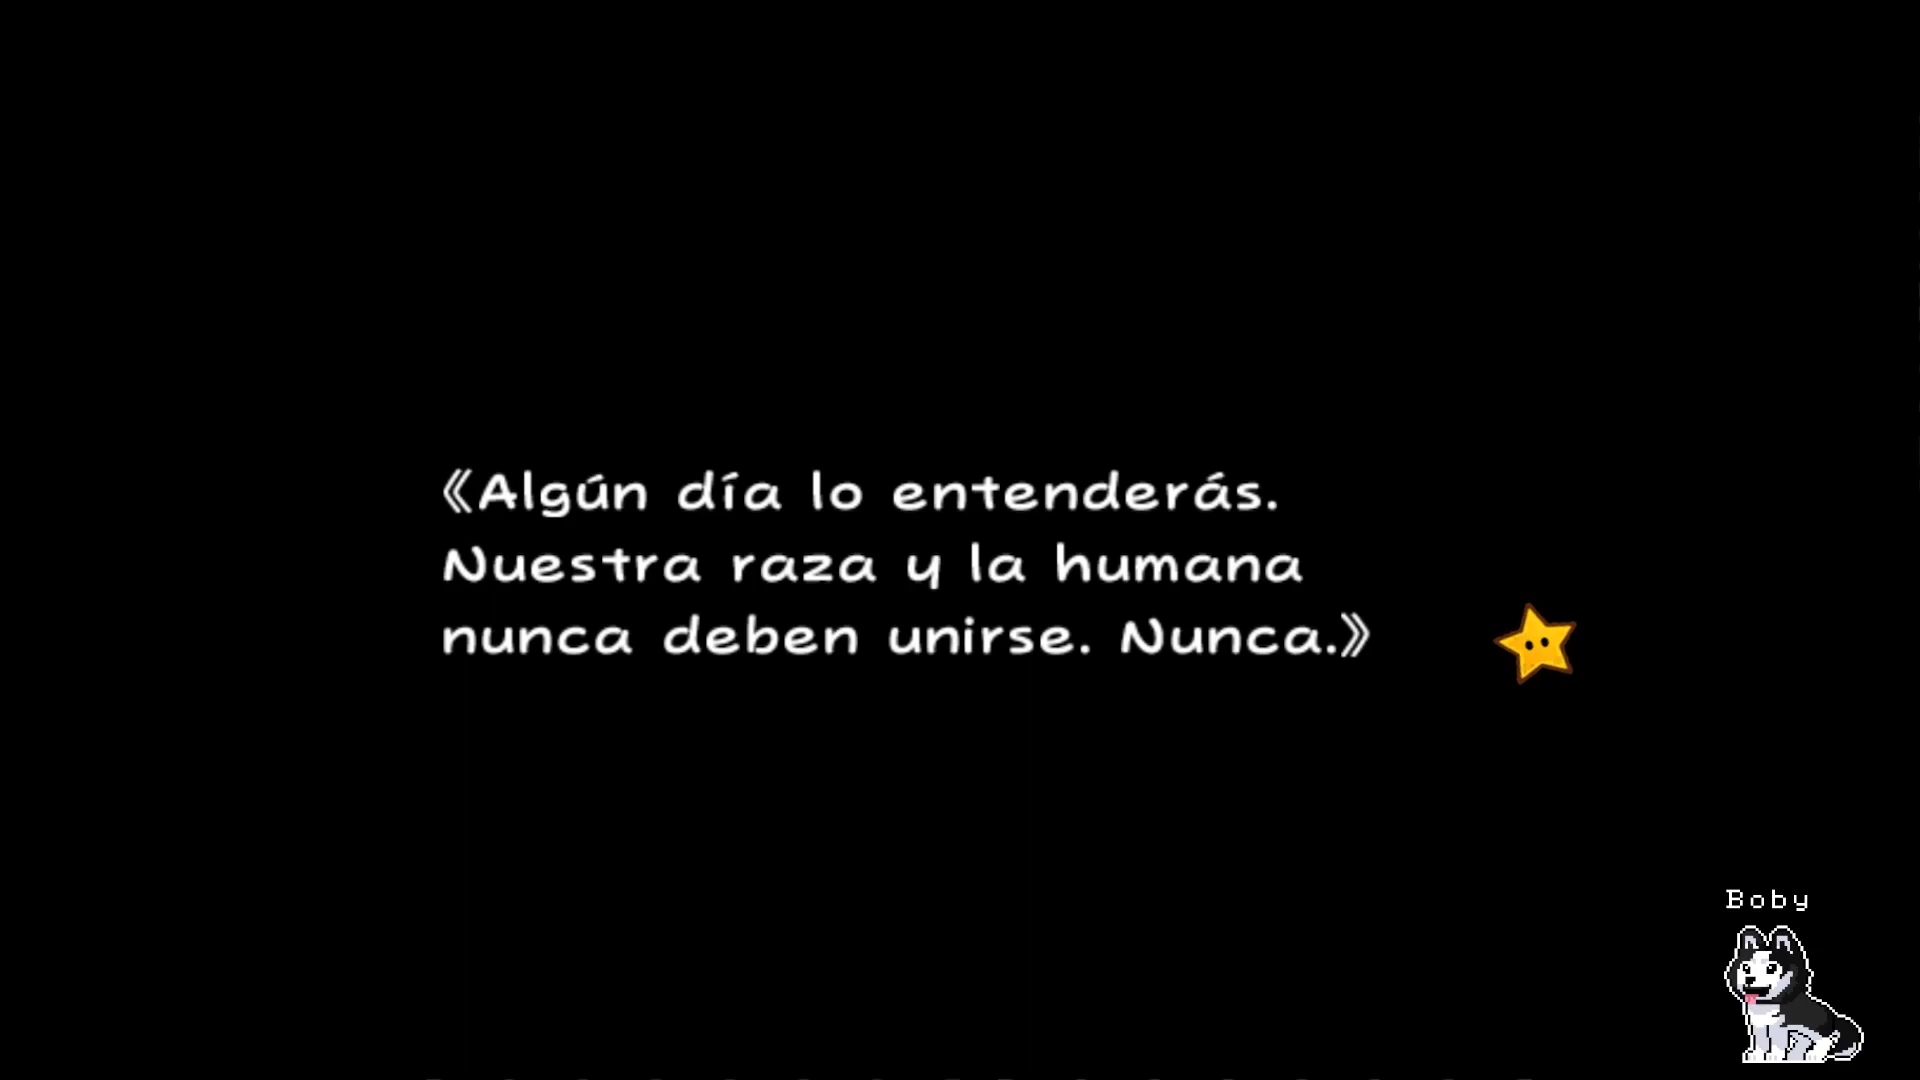 《Algún día lo entenderás.
Nuestra raza y la humana
nunca deben unirse. Nunca.》
Boby